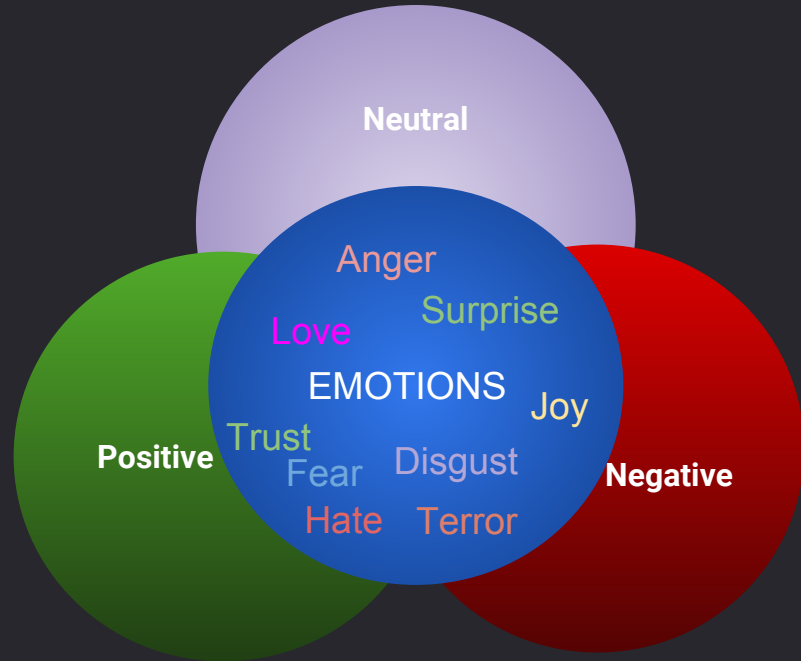 Neutral
Anger
Surprise
Love
EMOTIONS
Joy
Trust
Positive
Fear
Disgust
Negative
Hate
Terror